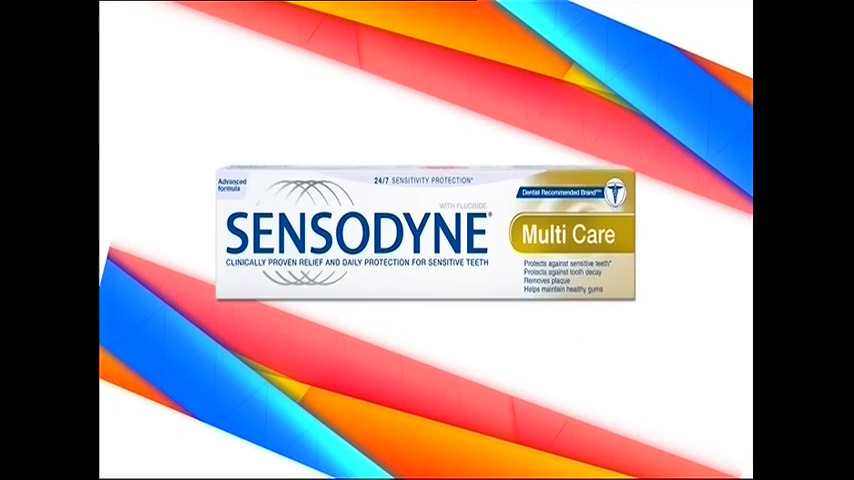 Advanced
formula
24/7 SENSITIVITY PROTECTION*
WITH FLUORIDE
SENSODYNE®
CLINICALLY PROVEN RELIEF AND DAILY PROTECTION FOR SENSITIVE TEETH
Dentist Recommended Brand
Multi Care
Protects against sensitive teeth*
Protects against tooth decay
Removes plaque
Helps maintain healthy gums